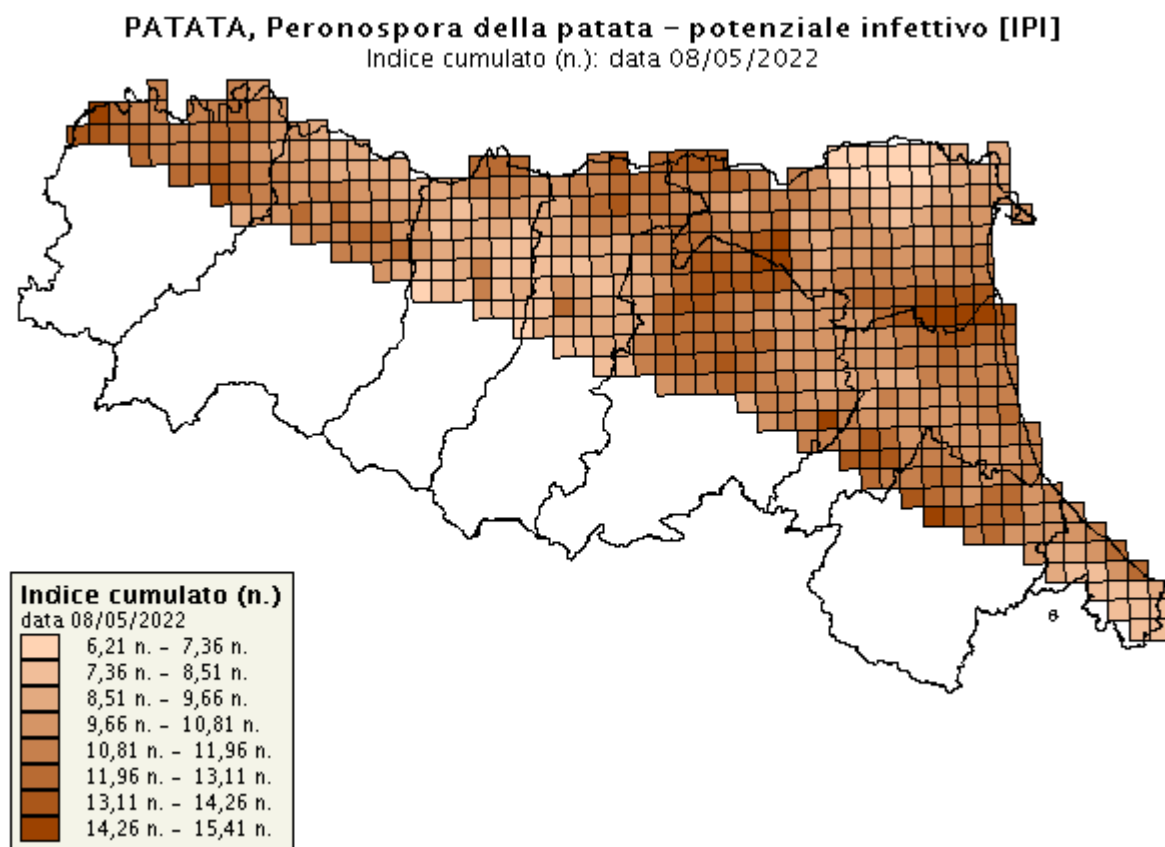 PATATA, Peronospora della patata – potenziale infettivo [IPI]
Indice cumulato (n.): data 08/05/2022
Indice cumulato (n.)
data 08/05/2022
6,21 n. – 7,36 n.
7,36 n. – 8,51 n.
8,51 n. – 9,66 n.
9,66 n. – 10,81 n.
10,81 n. – 11,96 n.
11,96 n. – 13,11 n.
13,11 n. – 14,26 n.
14,26 n. – 15,41 n.